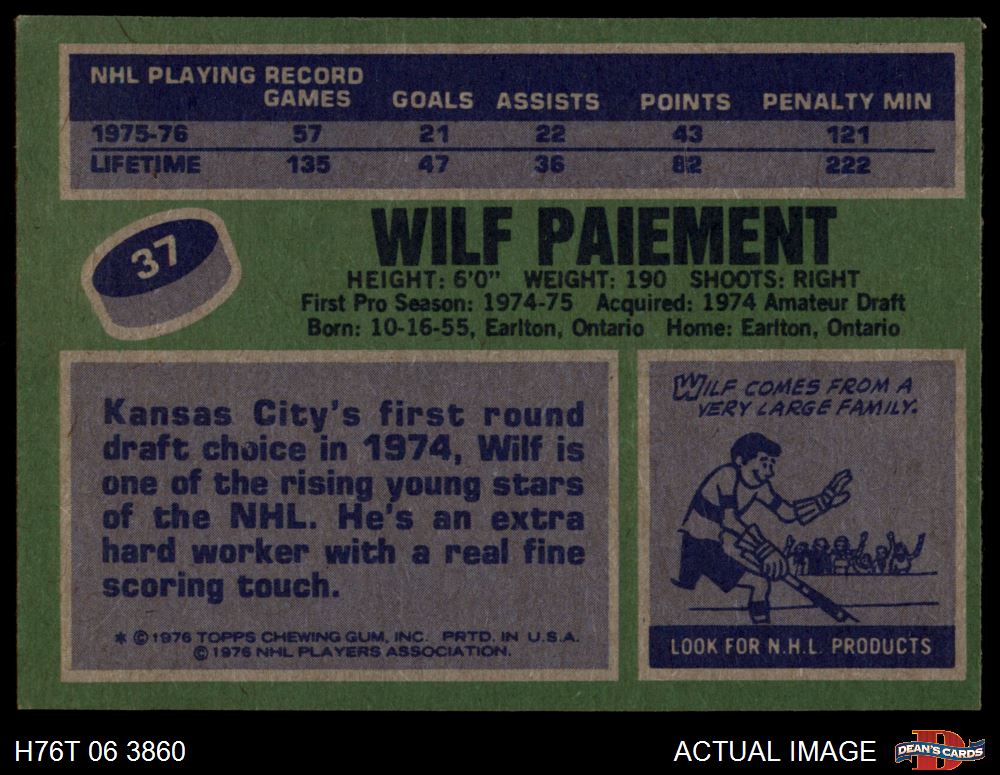 NHL PLAYING RECORD
GAMES GOALS ASSISTS POINTS PENALTY MIN
1975-76 57 21 22 43 121
LIFETIME 135 47 36 82 222
37
WILF PAIEMENT
HEIGHT: 6'0" WEIGHT: 190 SHOOTS: RIGHT
First Pro Season: 1974-75 Acquired: 1974 Amateur Draft
Born: 10-16-55, Earlton, Ontario Home: Earlton, Ontario
Kansas City's first round
draft choice in 1974, Wilf is
one of the rising young stars
of the NHL. He's an extra
hard worker with a real fine
scoring touch.
* © 1976 TOPPS CHEWING GUM, INC. PRTD. IN U.S.A.
© 1976 NHL PLAYERS ASSOCIATION.
WILF COMES FROM A
VERY LARGE FAMILY.
LOOK FOR N.H.L. PRODUCTS
H76T 06 3860
ACTUAL IMAGE
DEAN'S CARDS